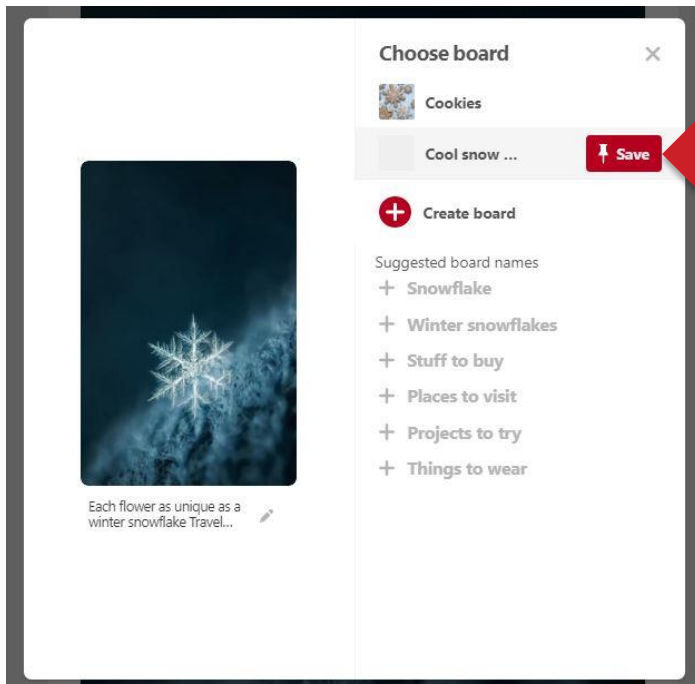 Choose board
Cookies
Cool snow ...
Save
Create board
Suggested board names
Snowflake
Winter snowflakes
Stuff to buy
Places to visit
Projects to try
Things to wear
Each flower as unique as a
winter snowflake Travel...